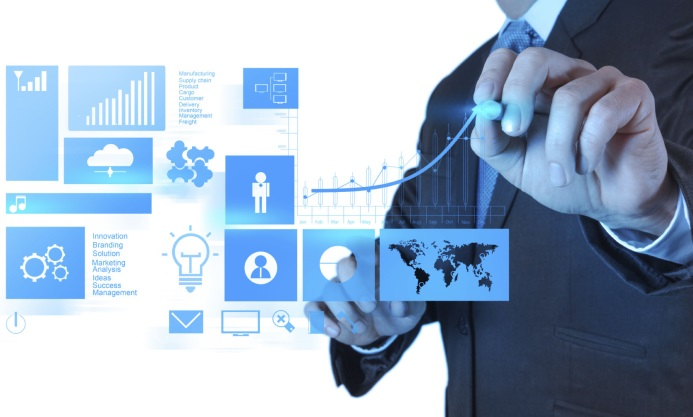 Manufacturing
Supply chain
Product
Cargo
Customer
Delivery
Inventory
Management
Freight
Innovation
Branding
Solution
Marketing
Analysis
Ideas
Success
Management